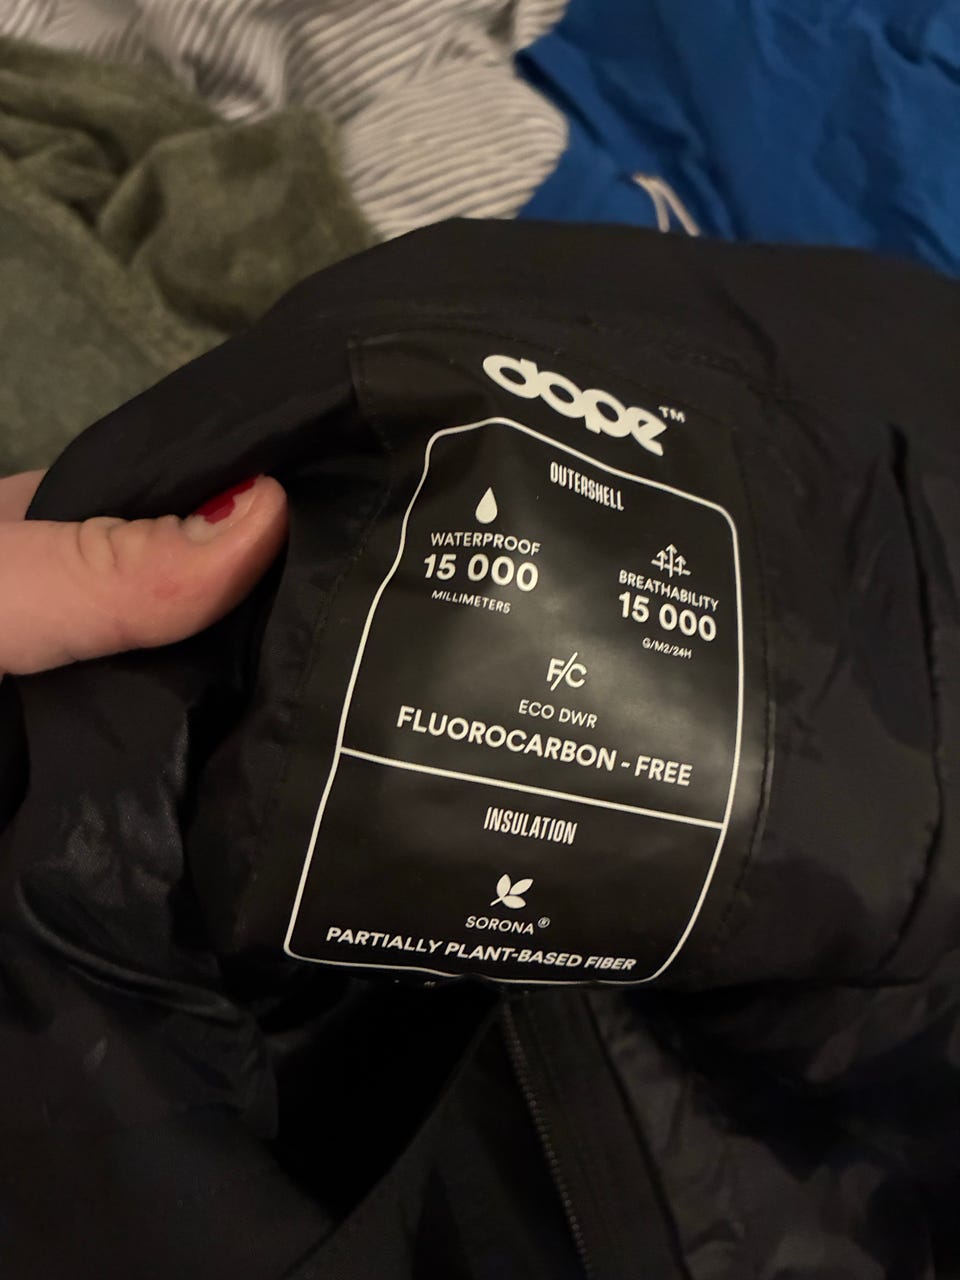 dope™
OUTERSHELL
WATERPROOF
15 000
MILLIMETERS
BREATHABILITY
15 000
G/M2/24H
F/C
ECO DWR
FLUOROCARBON - FREE
INSULATION
SORONA®
PARTIALLY PLANT-BASED FIBER